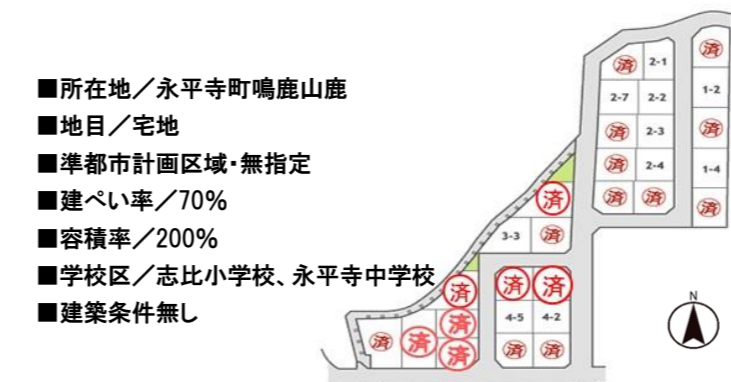 ■所在地／永平寺町鳴鹿山鹿
■地目／宅地
■準都市計画区域・無指定
■建ぺい率／70％
■容積率／200％
■学校区／志比小学校、永平寺中学校
■建築条件無し
済 2-1 済
2-7 2-2 1-2
済 2-3 済
済 2-4 1-4
済 済 済
済
3-3 済
済 済 済
4-5 4-2
済 済 済
済 済 済 済
N